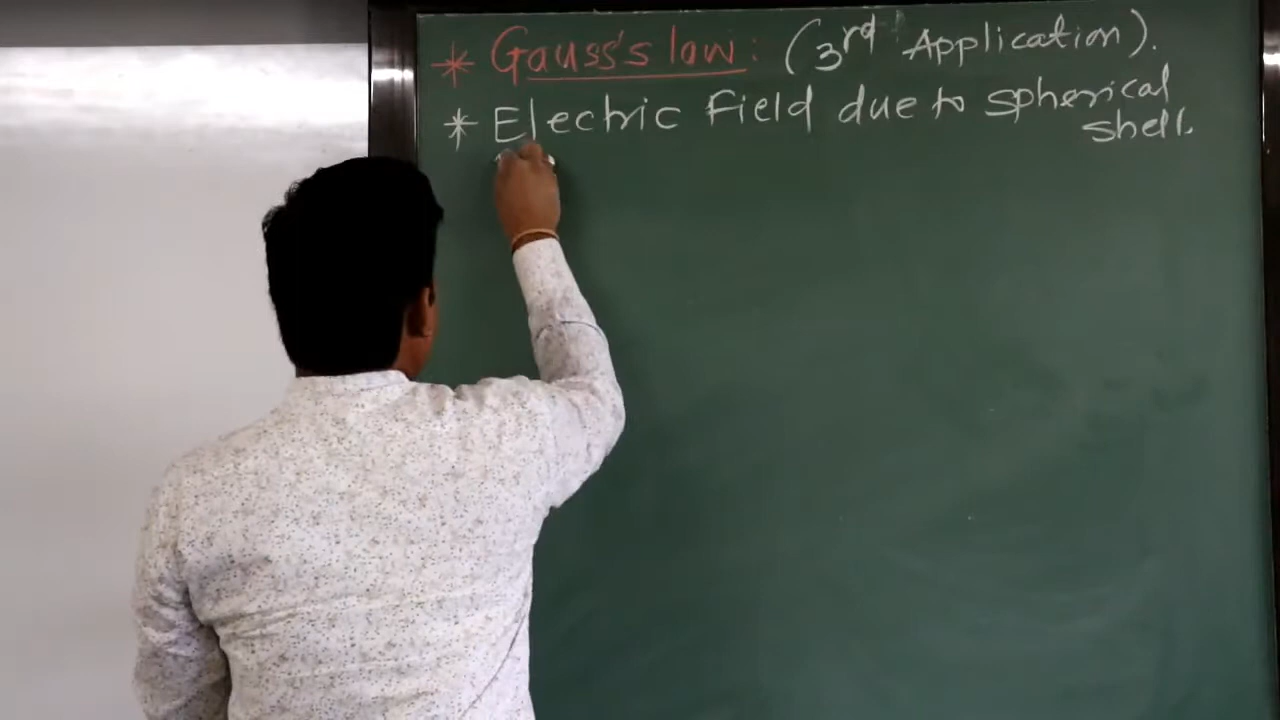 * Gauss's law : (3rd Application).
* Electric Field due to spherical
shell.